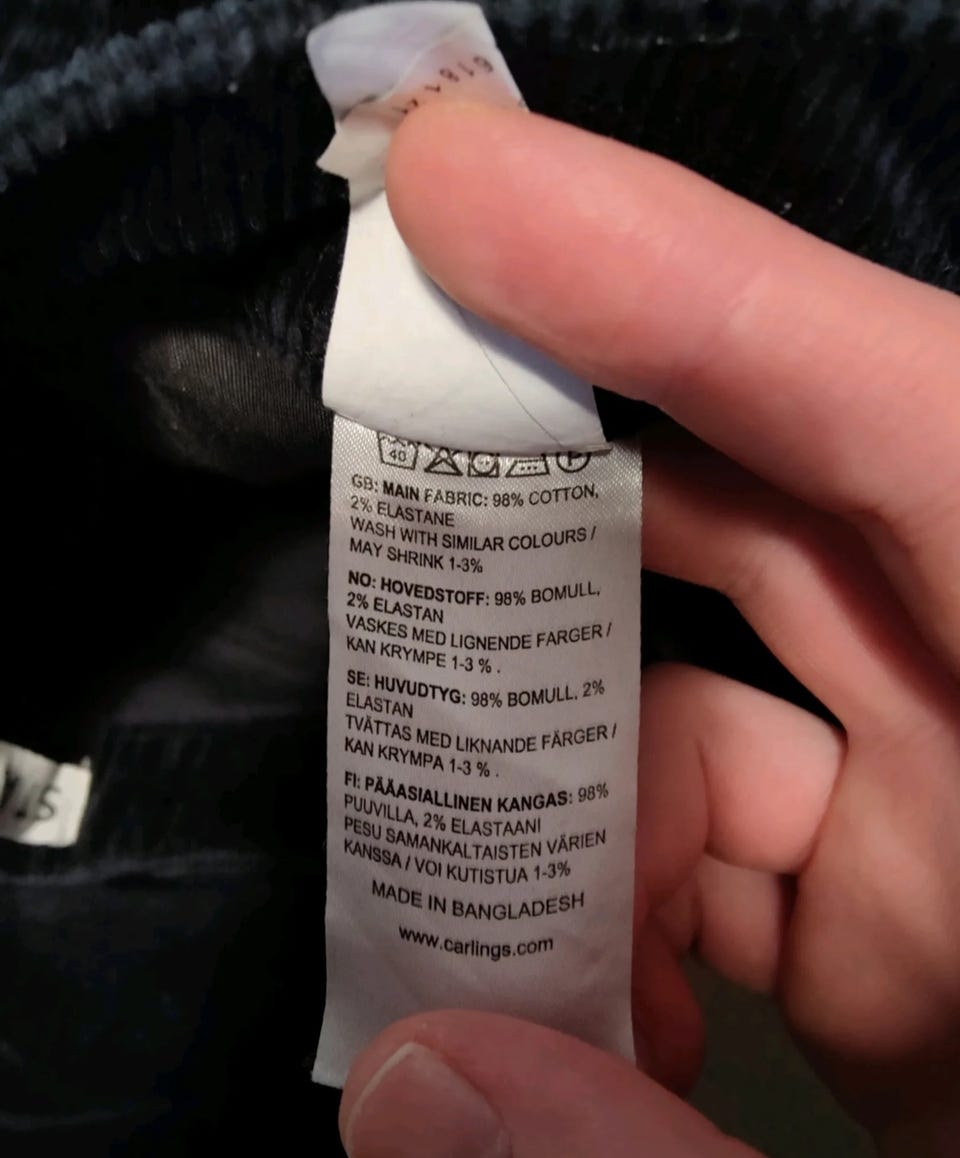 40
GB: MAIN FABRIC: 98% COTTON,
2% ELASTANE
WASH WITH SIMILAR COLOURS /
MAY SHRINK 1-3%
NO: HOVEDSTOFF: 98% BOMULL,
2% ELASTAN
VASKES MED LIGNENDE FARGER /
KAN KRYMPE 1-3 % .
SE: HUVUDTYG: 98% BOMULL, 2%
ELASTAN
TVÄTTAS MED LIKNANDE FÄRGER /
KAN KRYMPA 1-3 % .
FI: PÄÄASIALLINEN KANGAS: 98%
PUUVILLA, 2% ELASTAANI
PESU SAMANKALTAISTEN VÄRIEN
KANSSA / VOI KUTISTUA 1-3%
MADE IN BANGLADESH
www.carlings.com